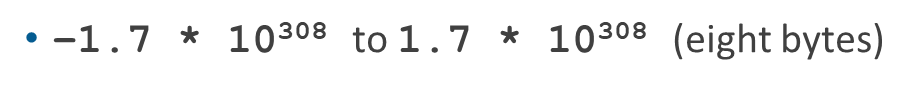 • –1.7 * 10³⁰⁸ to 1.7 * 10³⁰⁸ (eight bytes)